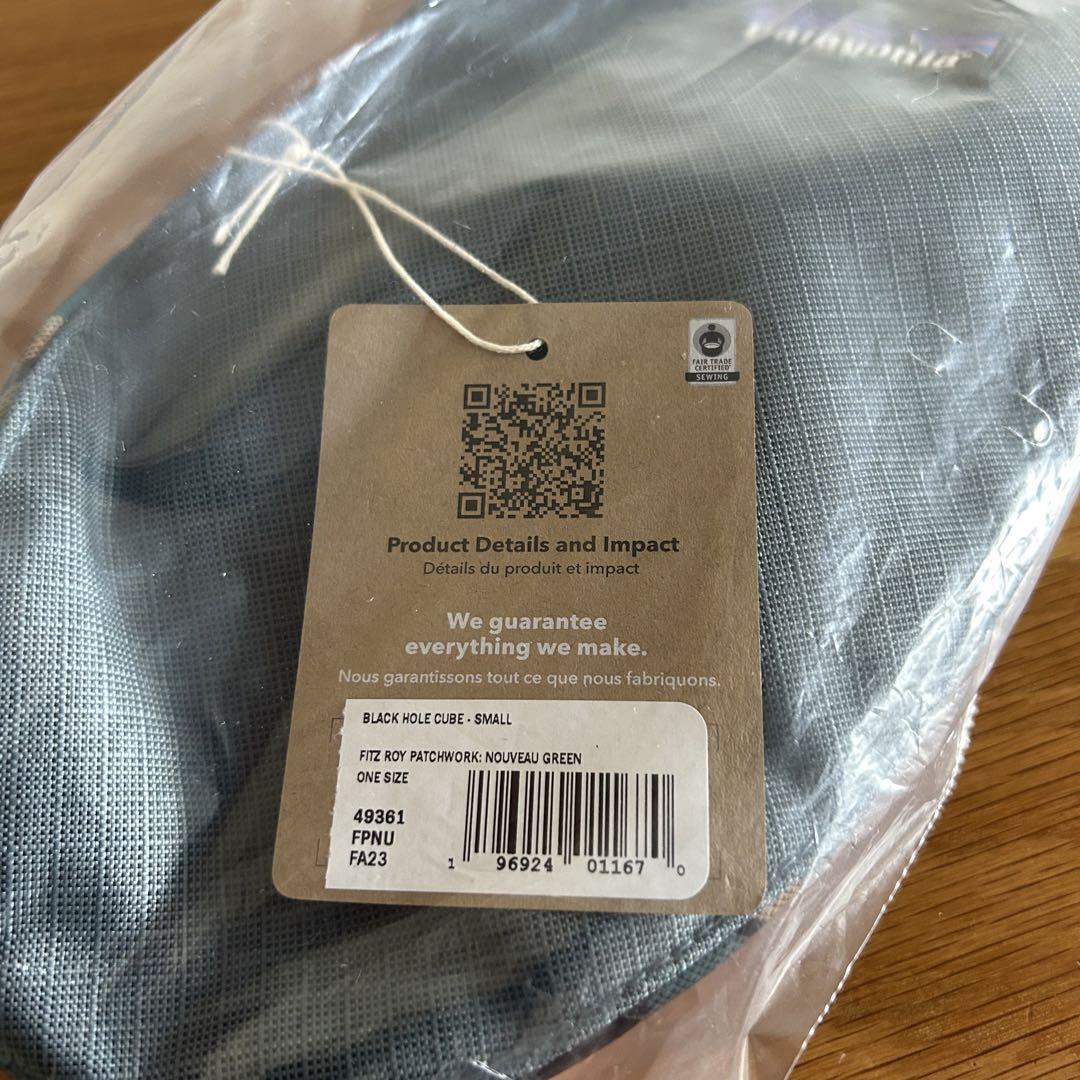 patagonia
FAIR TRADE
CERTIFIED
SEWING
Product Details and Impact
Détails du produit et impact
We guarantee
everything we make.
Nous garantissons tout ce que nous fabriquons.
BLACK HOLE CUBE - SMALL
FITZ ROY PATCHWORK: NOUVEAU GREEN
ONE SIZE
49361
FPNU
FA23
1 96924 01167 0